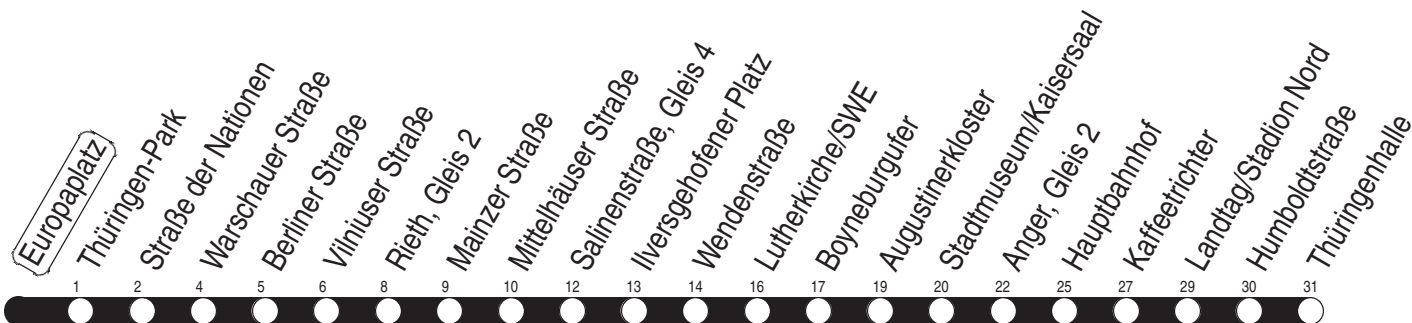 Europaplatz
Thüringen-Park
Straße der Nationen
Warschauer Straße
Berliner Straße
Vilniuser Straße
Rieth, Gleis 2
Mainzer Straße
Mittelhäuser Straße
Salinenstraße, Gleis 4
Ilversgehofener Platz
Wendenstraße
Lutherkirche/SWE
Boyneburgufer
Augustinerkloster
Stadtmuseum/Kaisersaal
Anger, Gleis 2
Hauptbahnhof
Kaffeetrichter
Landtag/Stadion Nord
Humboldtstraße
Thüringenhalle
1 2 4 5 6 8 9 10 12 13 14 16 17 19 20 22 25 27 29 30 31